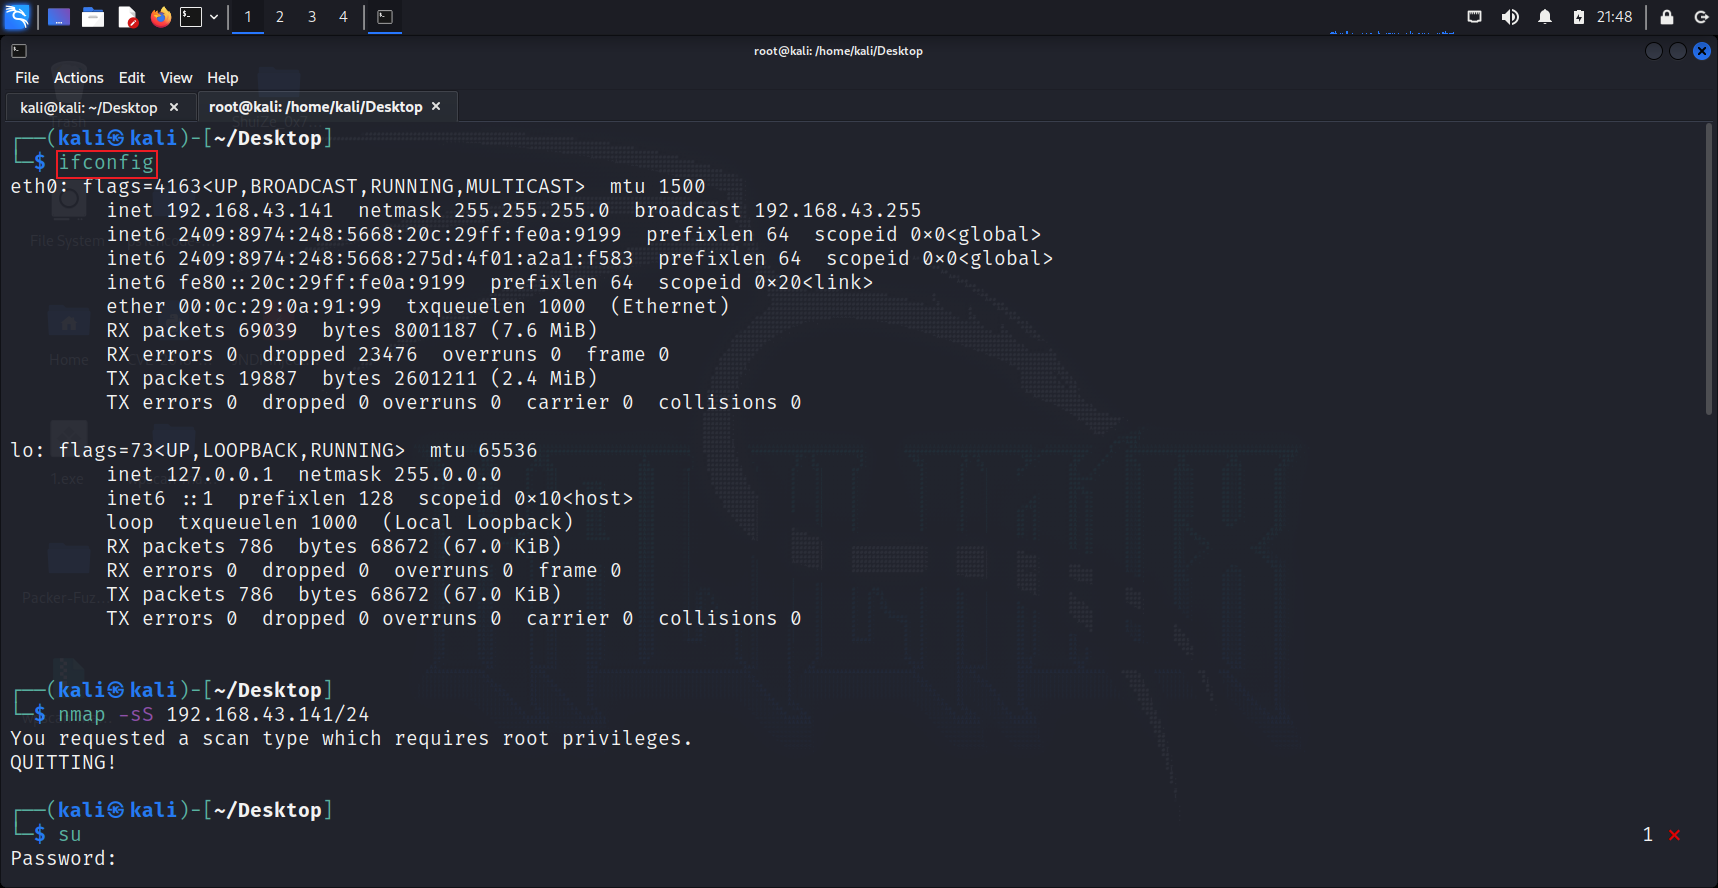 1 2 3 4
21:48
root@kali: /home/kali/Desktop
File Actions Edit View Help
kali@kali: ~/Desktop × root@kali: /home/kali/Desktop ×
┌──(kali㉿kali)-[~/Desktop]
└─$ ifconfig
eth0: flags=4163<UP,BROADCAST,RUNNING,MULTICAST>  mtu 1500
        inet 192.168.43.141  netmask 255.255.255.0  broadcast 192.168.43.255
        inet6 2409:8974:248:5668:20c:29ff:fe0a:9199  prefixlen 64  scopeid 0×0<global>
        inet6 2409:8974:248:5668:275d:4f01:a2a1:f583  prefixlen 64  scopeid 0×0<global>
        inet6 fe80::20c:29ff:fe0a:9199  prefixlen 64  scopeid 0×20<link>
        ether 00:0c:29:0a:91:99  txqueuelen 1000  (Ethernet)
        RX packets 69039  bytes 8001187 (7.6 MiB)
        RX errors 0  dropped 23476  overruns 0  frame 0
        TX packets 19887  bytes 2601211 (2.4 MiB)
        TX errors 0  dropped 0 overruns 0  carrier 0  collisions 0
lo: flags=73<UP,LOOPBACK,RUNNING>  mtu 65536
        inet 127.0.0.1  netmask 255.0.0.0
        inet6 ::1  prefixlen 128  scopeid 0×10<host>
        loop  txqueuelen 1000  (Local Loopback)
        RX packets 786  bytes 68672 (67.0 KiB)
        RX errors 0  dropped 0  overruns 0  frame 0
        TX packets 786  bytes 68672 (67.0 KiB)
        TX errors 0  dropped 0 overruns 0  carrier 0  collisions 0
┌──(kali㉿kali)-[~/Desktop]
└─$ nmap -sS 192.168.43.141/24
You requested a scan type which requires root privileges.
QUITTING!
┌──(kali㉿kali)-[~/Desktop]
└─$ su 1 ×
Password:
File System
Home
1.exe
Packer-Fuz..